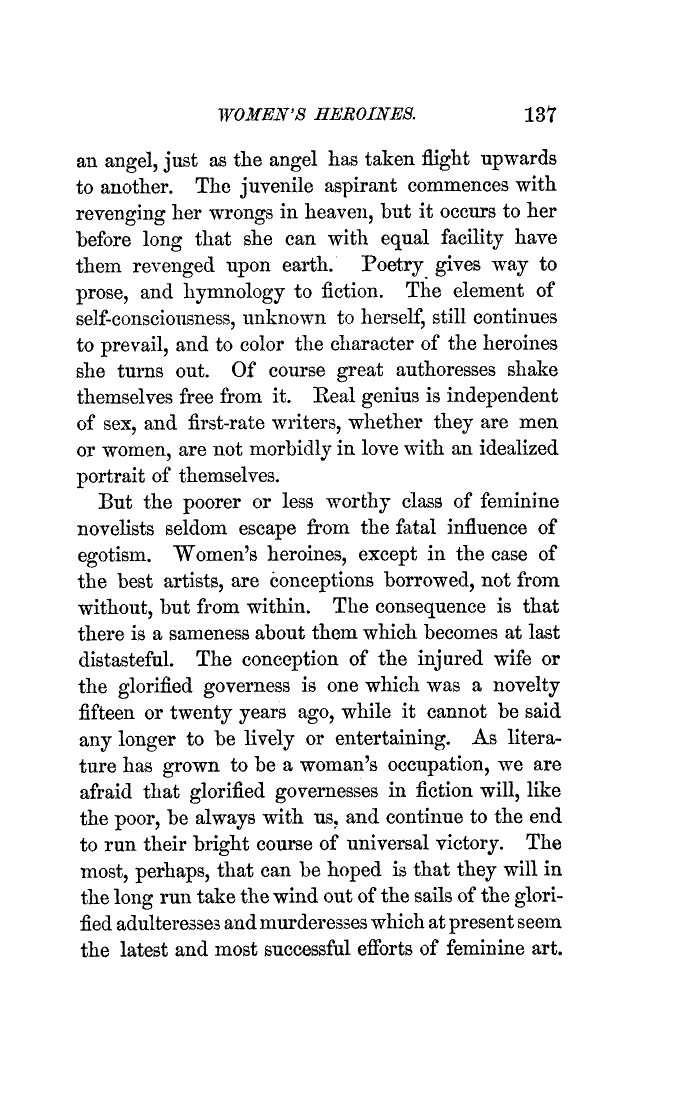 WOMEN'S HEROINES. 137
an angel, just as the angel has taken flight upwards
to another. The juvenile aspirant commences with
revenging her wrongs in heaven, but it occurs to her
before long that she can with equal facility have
them revenged upon earth. Poetry gives way to
prose, and hymnology to fiction. The element of
self-consciousness, unknown to herself, still continues
to prevail, and to color the character of the heroines
she turns out. Of course great authoresses shake
themselves free from it. Real genius is independent
of sex, and first-rate writers, whether they are men
or women, are not morbidly in love with an idealized
portrait of themselves.
But the poorer or less worthy class of feminine
novelists seldom escape from the fatal influence of
egotism. Women's heroines, except in the case of
the best artists, are conceptions borrowed, not from
without, but from within. The consequence is that
there is a sameness about them which becomes at last
distasteful. The conception of the injured wife or
the glorified governess is one which was a novelty
fifteen or twenty years ago, while it cannot be said
any longer to be lively or entertaining. As litera-
ture has grown to be a woman's occupation, we are
afraid that glorified governesses in fiction will, like
the poor, be always with us, and continue to the end
to run their bright course of universal victory. The
most, perhaps, that can be hoped is that they will in
the long run take the wind out of the sails of the glori-
fied adulteresses and murderesses which at present seem
the latest and most successful efforts of feminine art.